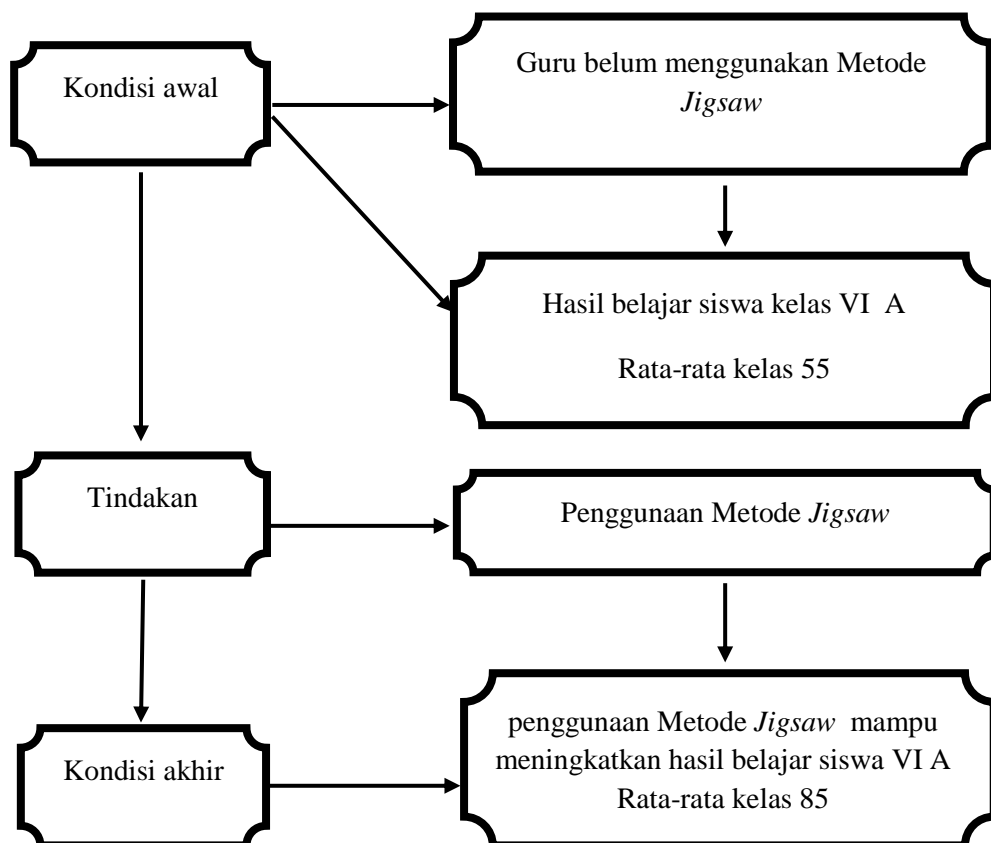 Kondisi awal
Guru belum menggunakan Metode
Jigsaw
Hasil belajar siswa kelas VI A
Rata-rata kelas 55
Tindakan
Penggunaan Metode Jigsaw
Kondisi akhir
penggunaan Metode Jigsaw mampu
meningkatkan hasil belajar siswa VI A
Rata-rata kelas 85